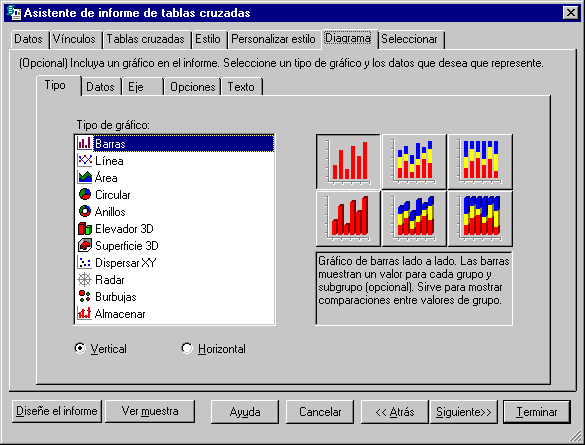 Asistente de informe de tablas cruzadas
Datos Vínculos Tablas cruzadas Estilo Personalizar estilo Diagrama Seleccionar
(Opcional) Incluya un gráfico en el informe. Seleccione un tipo de gráfico y los datos que desea que represente.
Tipo Datos Eje Opciones Texto
Tipo de gráfico:
Barras
Línea
Área
Circular
Anillos
Elevador 3D
Superficie 3D
Dispersar XY
Radar
Burbujas
Almacenar
Gráfico de barras lado a lado. Las barras
muestran un valor para cada grupo y
subgrupo (opcional). Sirve para mostrar
comparaciones entre valores de grupo.
Vertical Horizontal
Diseñe el informe Ver muestra Ayuda Cancelar << Atrás Siguiente>> Terminar